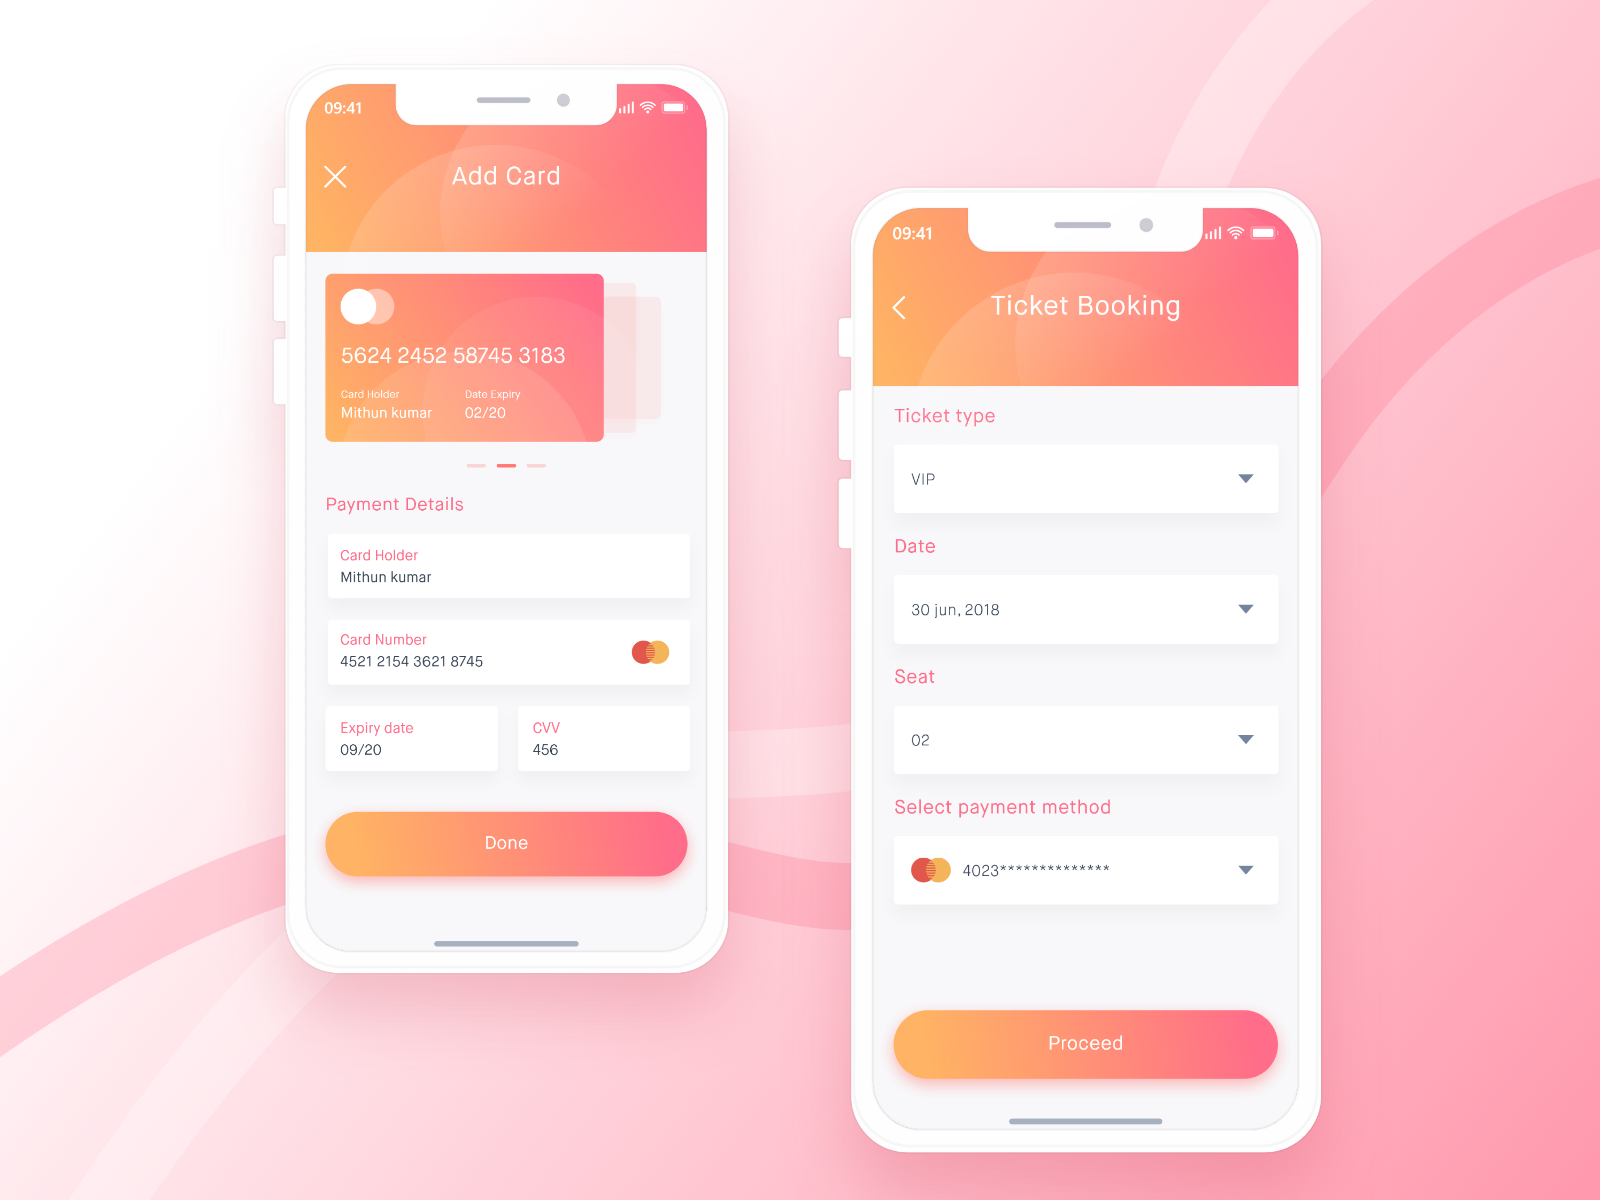 09:41
Add Card
5624 2452 58745 3183
Card Holder
Date Expiry
Mithun kumar
02/20
Payment Details
Card Holder
Mithun kumar
Card Number
4521 2154 3621 8745
Expiry date
09/20
CVV
456
Done
09:41
Ticket Booking
Ticket type
VIP
Date
30 jun, 2018
Seat
02
Select payment method
4023**************
Proceed